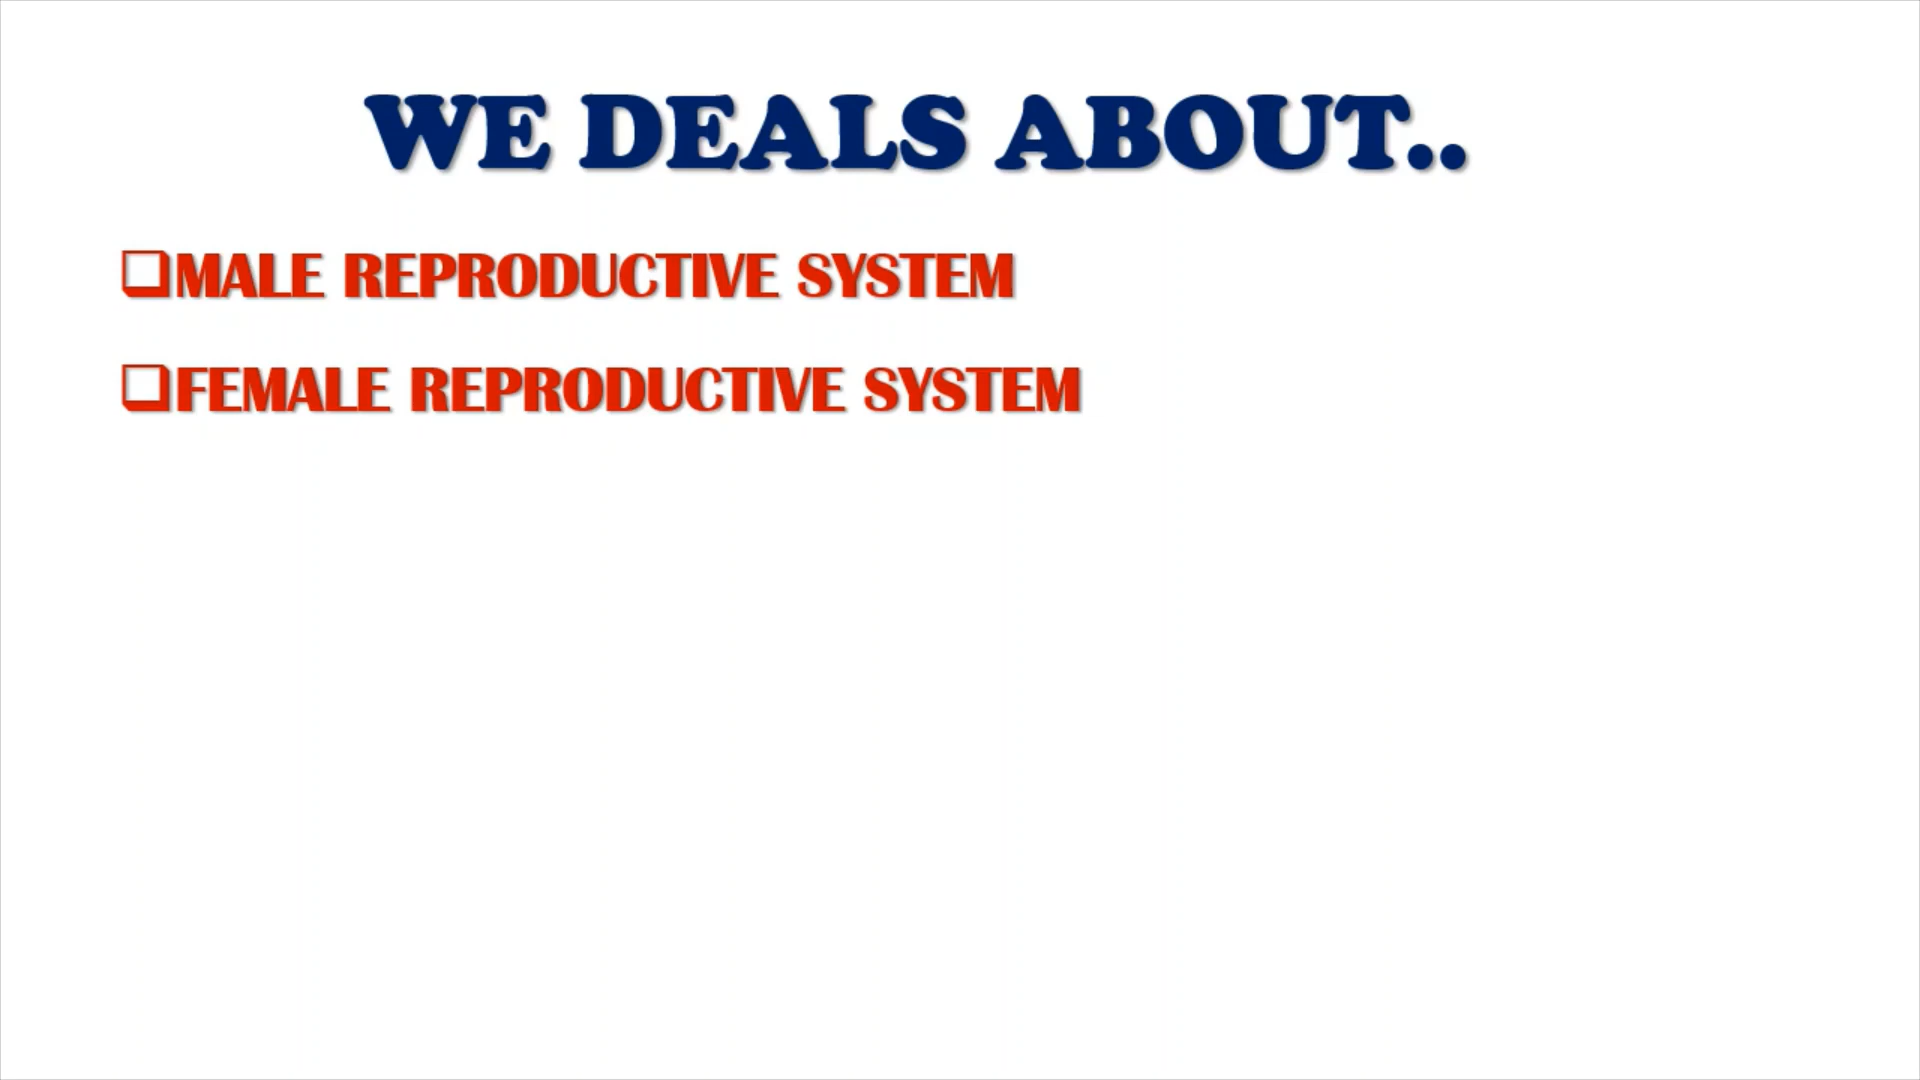 WE DEALS ABOUT..
❑MALE REPRODUCTIVE SYSTEM
❑FEMALE REPRODUCTIVE SYSTEM